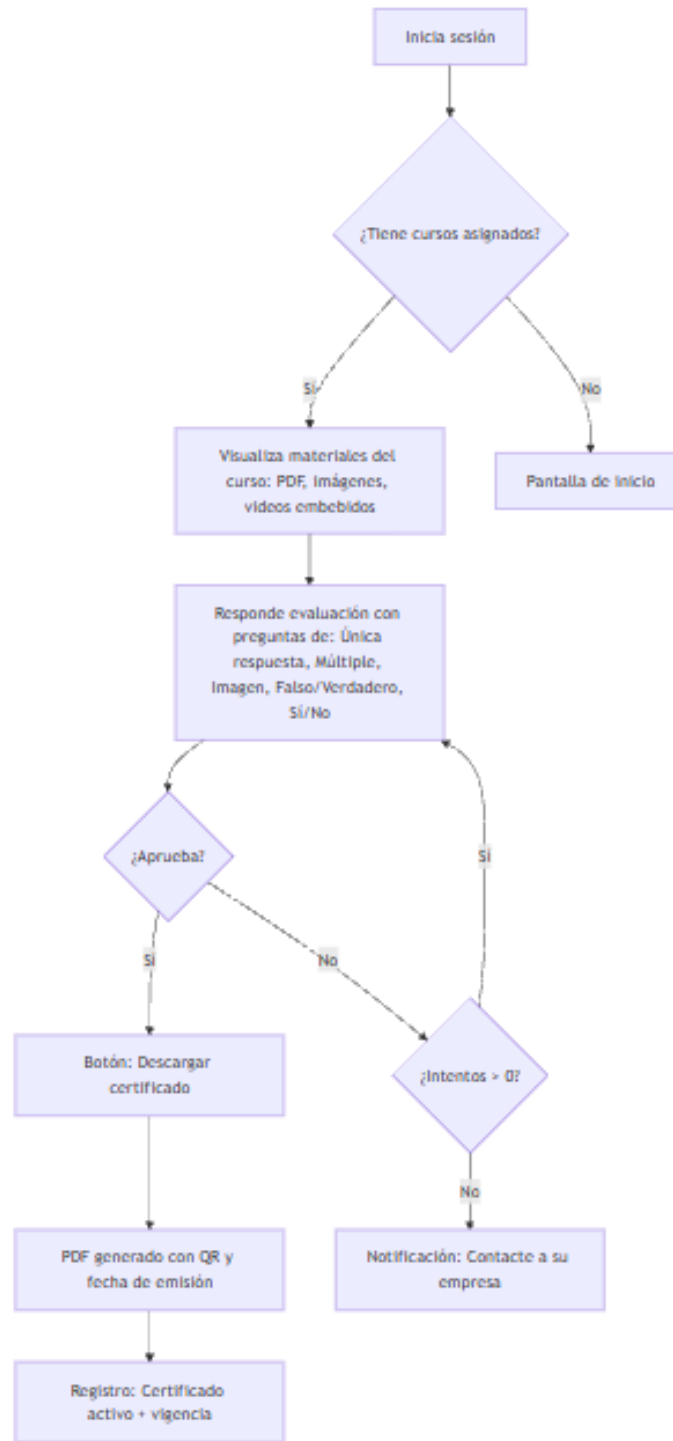 Inicia sesión
¿Tiene cursos asignados?
Sí
No
Visualiza materiales del
curso: PDF, imágenes,
videos embebidos
Pantalla de inicio
Responde evaluación con
preguntas de: Única
respuesta, Múltiple,
Imagen, Falso/Verdadero,
Sí/No
¿Aprueba?
Sí
Sí
No
¿Intentos > 0?
Botón: Descargar
certificado
No
PDF generado con QR y
fecha de emisión
Notificación: Contacte a su
empresa
Registro: Certificado
activo + vigencia